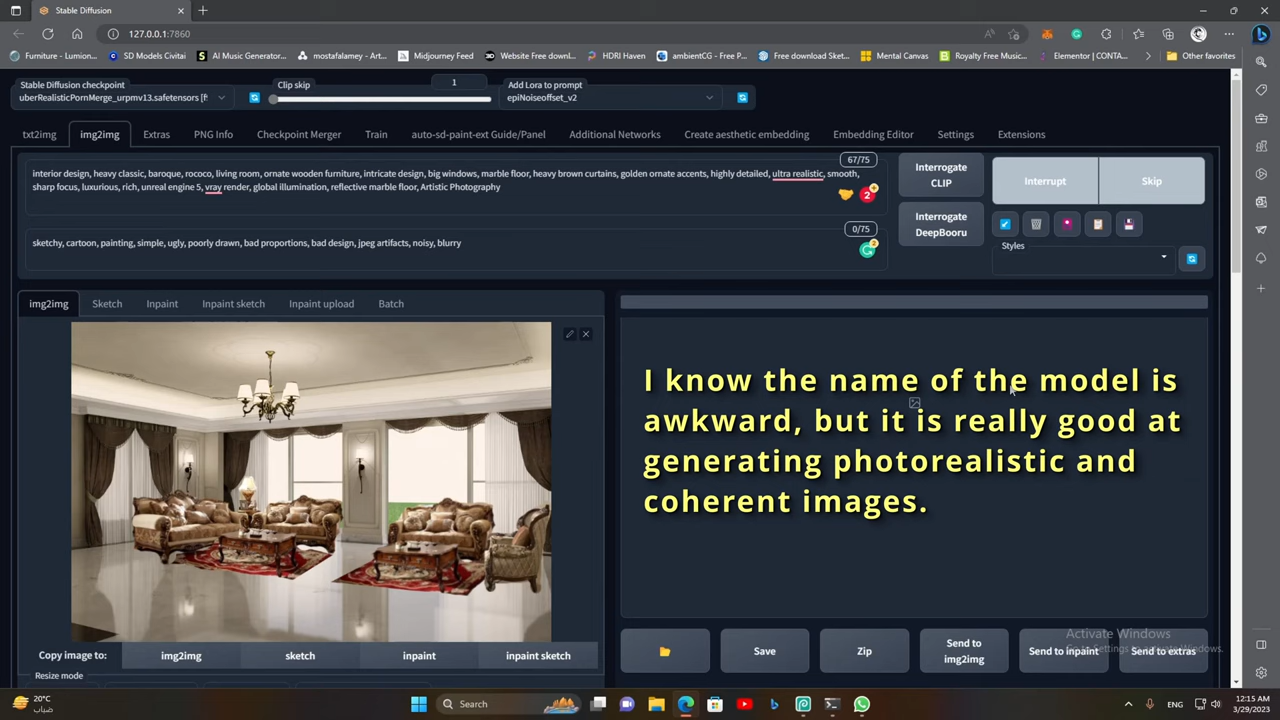 Stable Diffusion
127.0.0.1:7860
Furniture - Lumion...
SD Models Civitai
AI Music Generator...
mostafalamey - Art...
Midjourney Feed
Website Free downl...
HDRI Haven
ambientCG - Free P...
Free download Sket...
Mental Canvas
Royalty Free Music...
Elementor | CONTA...
Other favorites
Stable Diffusion checkpoint
uberRealisticPornMerge_urpmv13.safetensors [f
Clip skip
1
Add Lora to prompt
epiNoiseoffset_v2
txt2img
img2img
Extras
PNG Info
Checkpoint Merger
Train
auto-sd-paint-ext Guide/Panel
Additional Networks
Create aesthetic embedding
Embedding Editor
Settings
Extensions
67/75
interior design, heavy classic, baroque, rococo, living room, ornate wooden furniture, intricate design, big windows, marble floor, heavy brown curtains, golden ornate accents, highly detailed, ultra realistic, smooth,
sharp focus, luxurious, rich, unreal engine 5, vray render, global illumination, reflective marble floor, Artistic Photography
2
0/75
sketchy, cartoon, painting, simple, ugly, poorly drawn, bad proportions, bad design, jpeg artifacts, noisy, blurry
2
Interrogate
CLIP
Interrogate
DeepBooru
Interrupt
Skip
Styles
img2img
Sketch
Inpaint
Inpaint sketch
Inpaint upload
Batch
I know the name of the model is
awkward, but it is really good at
generating photorealistic and
coherent images.
Copy image to:
img2img
sketch
inpaint
inpaint sketch
Resize mode
Save
Zip
Send to
img2img
Send to inpaint
Send to extras
Activate Windows
Go to Settings to activate Windows.
20°C
ضباب
Search
ENG
12:15 AM
3/29/2023